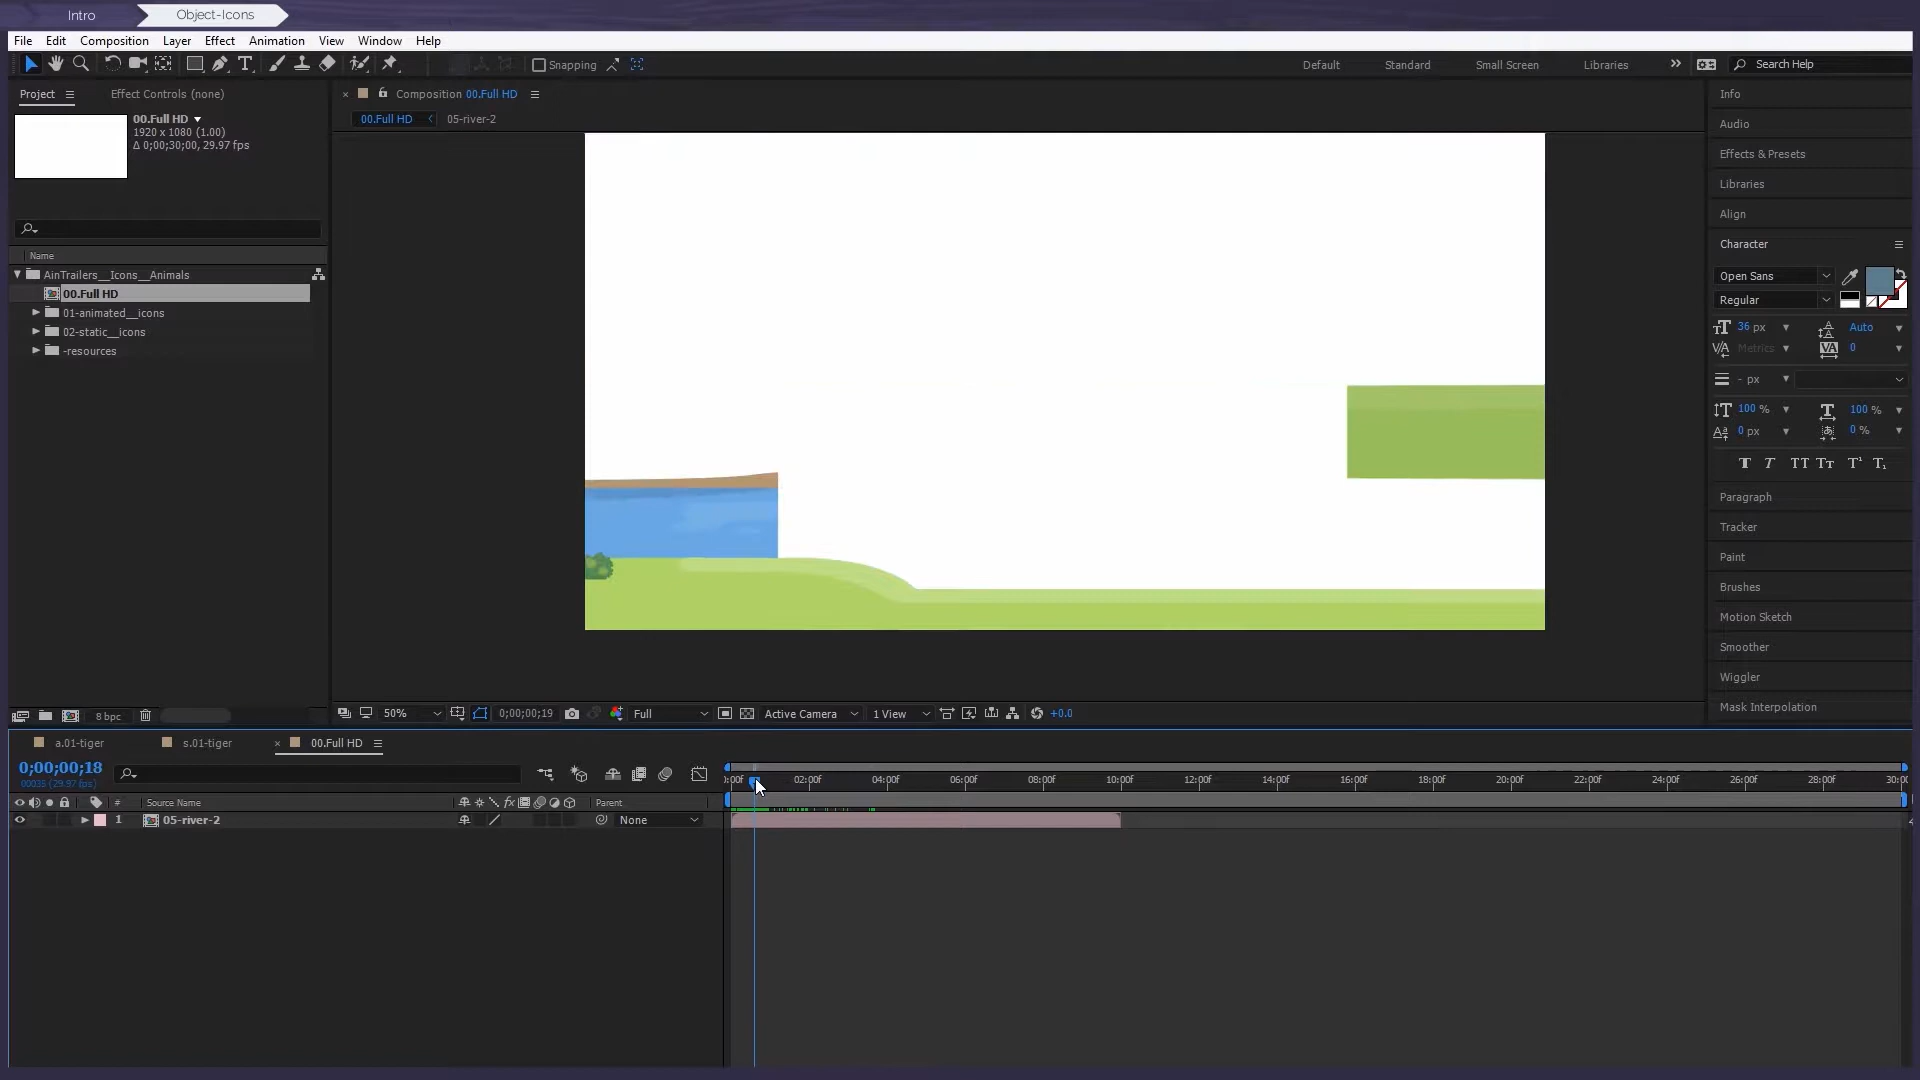 Intro Object-Icons
File Edit Composition Layer Effect Animation View Window Help
Snapping Default Standard Small Screen Libraries Search Help
Project Effect Controls (none) Composition 00.Full HD Info
00.Full HD
1920 x 1080 (1.00)
Δ 0;00;30;00, 29.97 fps
00.Full HD 05-river-2
Audio
Effects & Presets
Libraries
Align
Character
Name
AinTrailers__Icons__Animals
00.Full HD
01-animated__icons
02-static__icons
-resources
Open Sans
Regular
36 px Auto
Metrics 0
- px
100 % 100 %
0 px 0 %
Paragraph
Tracker
Paint
Brushes
Motion Sketch
Smoother
Wiggler
Mask Interpolation
8 bpc 50% 0;00;00;19 Full Active Camera 1 View +0.0
a.01-tiger s.01-tiger 00.Full HD
0;00;00;18
(29.97 fps)
02:00f 04:00f 06:00f 08:00f 10:00f 12:00f 14:00f 16:00f 18:00f 20:00f 22:00f 24:00f 26:00f 28:00f
# Source Name fx Parent
1 05-river-2 None